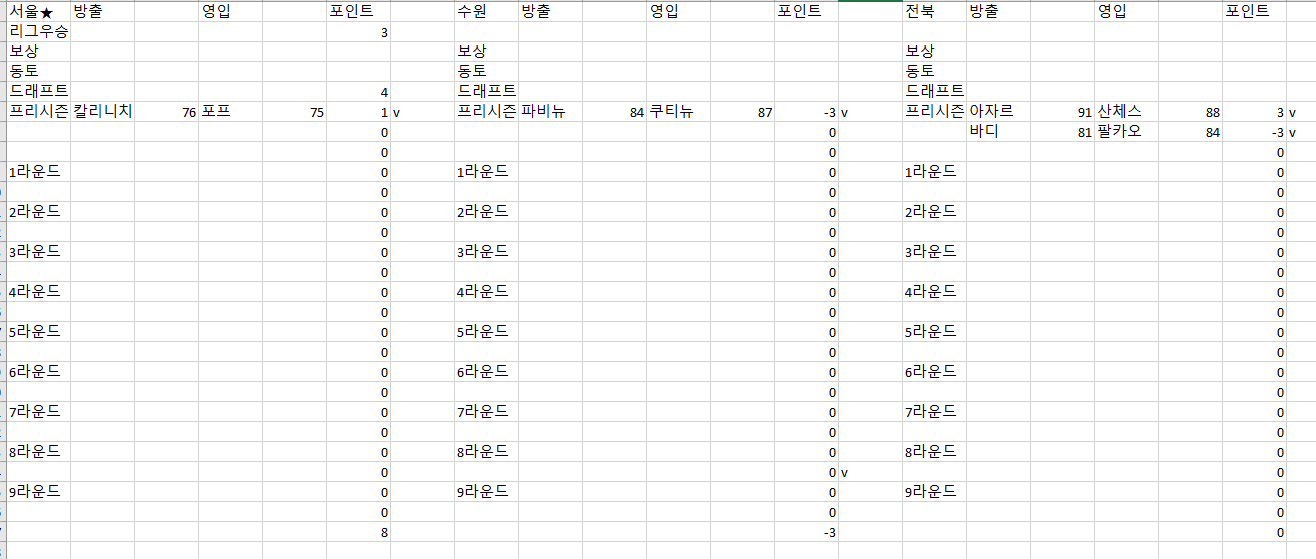 서울★ 방출 영입 포인트 수원 방출 영입 포인트 전북 방출 영입 포인트
리그우승 3
보상 보상 보상
동토 동토 동토
드래프트 4 드래프트 드래프트
프리시즌 칼리니치 76 포프 75 1 v 프리시즌 파비뉴 84 쿠티뉴 87 -3 v 프리시즌 아자르 91 산체스 88 3 v
0 0 바디 81 팔카오 84 -3 v
0 0 0
1라운드 0 1라운드 0 1라운드 0
0 0 0
2라운드 0 2라운드 0 2라운드 0
0 0 0
3라운드 0 3라운드 0 3라운드 0
0 0 0
4라운드 0 4라운드 0 4라운드 0
0 0 0
5라운드 0 5라운드 0 5라운드 0
0 0 0
6라운드 0 6라운드 0 6라운드 0
0 0 0
7라운드 0 7라운드 0 7라운드 0
0 0 0
8라운드 0 8라운드 0 8라운드 0
0 0 v 0
9라운드 0 9라운드 0 9라운드 0
0 0 0
8 -3 0